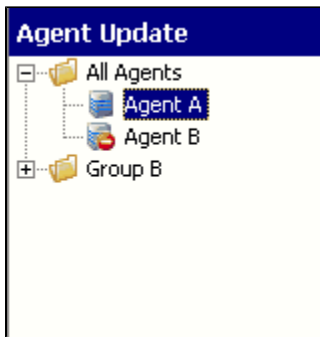 Agent Update
All Agents
Agent A
Agent B
Group B